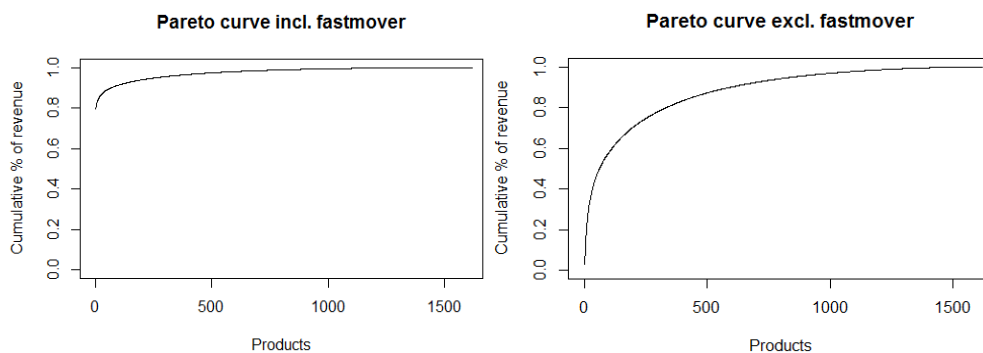 Pareto curve incl. fastmover
Cumulative % of revenue
1.0
0.8
0.6
0.4
0.2
0.0
0 500 1000 1500
Products
Pareto curve excl. fastmover
Cumulative % of revenue
1.0
0.8
0.6
0.4
0.2
0.0
0 500 1000 1500
Products